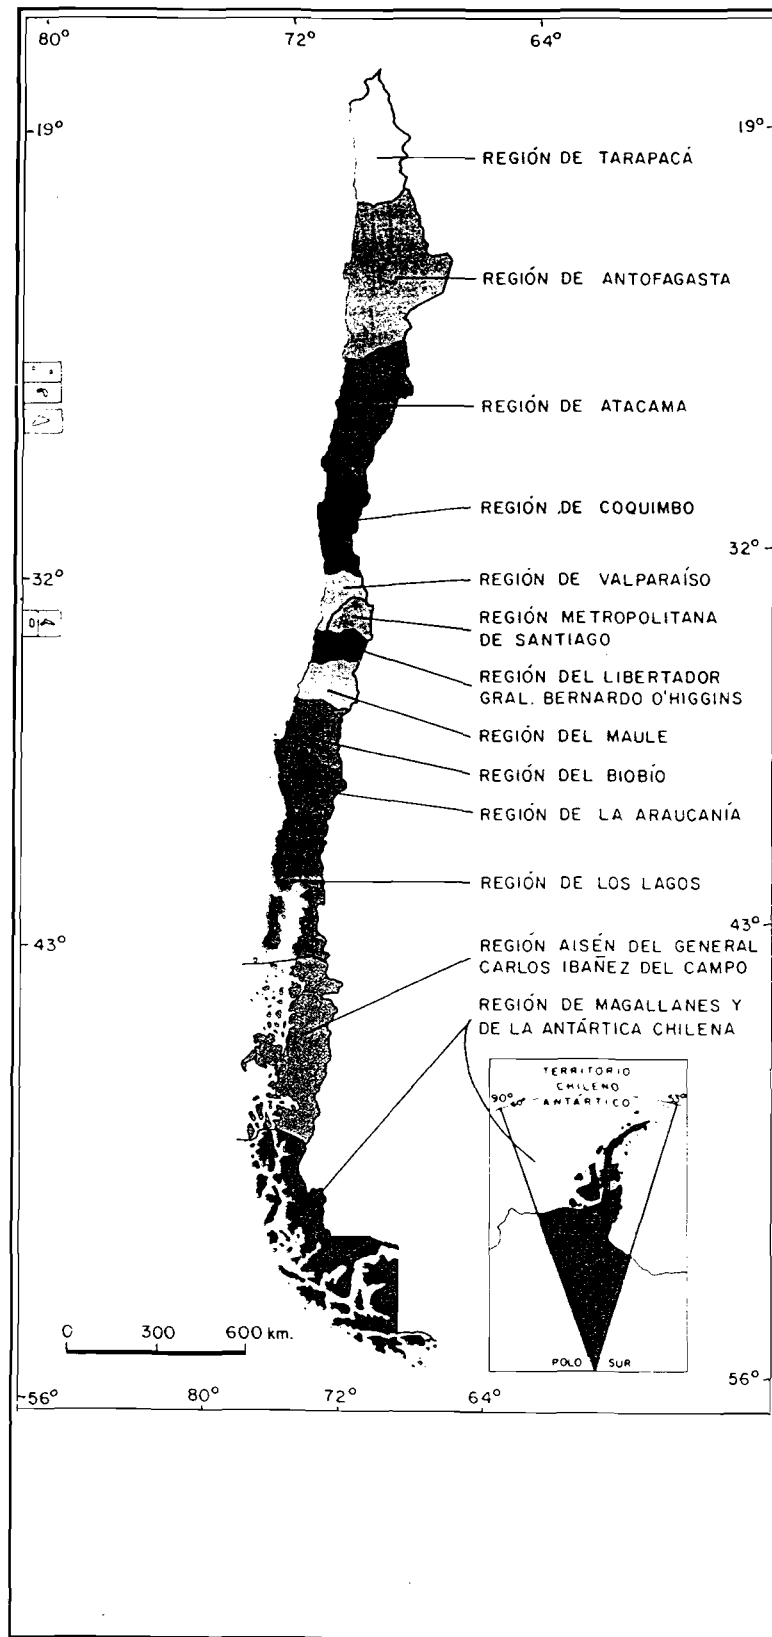 80° 72° 64°
19° 19°
REGIÓN DE TARAPACÁ
REGIÓN DE ANTOFAGASTA
REGIÓN DE ATACAMA
REGIÓN DE COQUIMBO
32°
32°
REGIÓN DE VALPARAÍSO
REGIÓN METROPOLITANA
DE SANTIAGO
REGIÓN DEL LIBERTADOR
GRAL. BERNARDO O'HIGGINS
REGIÓN DEL MAULE
REGIÓN DEL BIOBÍO
REGIÓN DE LA ARAUCANÍA
REGIÓN DE LOS LAGOS
43°
43°
REGIÓN AISÉN DEL GENERAL
CARLOS IBAÑEZ DEL CAMPO
REGIÓN DE MAGALLANES Y
DE LA ANTÁRTICA CHILENA
TERRITORIO
CHILENO
ANTÁRTICO
90° 53°
POLO SUR
0 300 600 km.
56° 56°
80° 72° 64°